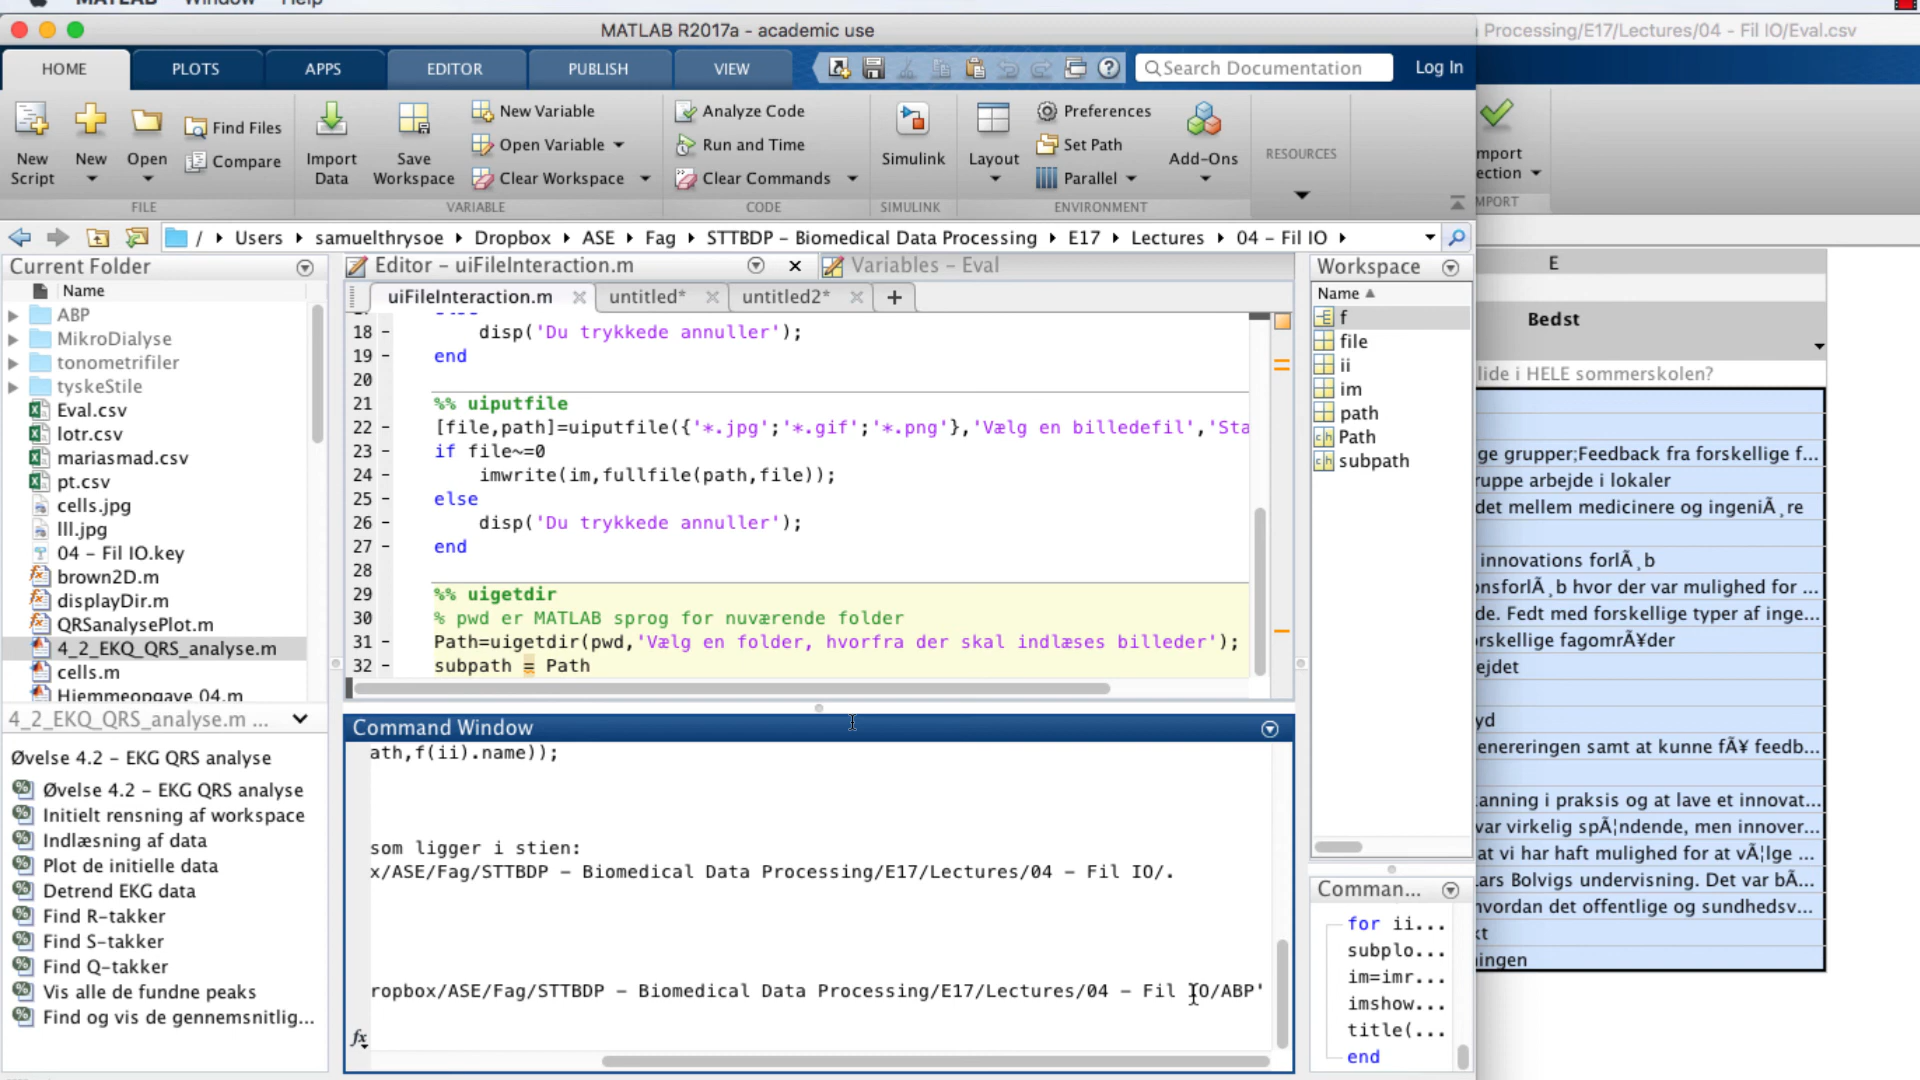 MATLAB Window Help
MATLAB R2017a - academic use
Processing/E17/Lectures/04 - Fil IO/Eval.csv
HOME PLOTS APPS EDITOR PUBLISH VIEW Search Documentation Log In
New Script
New
Open
Find Files
Compare
Import Data
Save Workspace
New Variable
Open Variable
Clear Workspace
Analyze Code
Run and Time
Clear Commands
Simulink
Layout
Preferences
Set Path
Parallel
Add-Ons
RESOURCES
FILE VARIABLE CODE SIMULINK ENVIRONMENT
mport
ection
MPORT
/ Users samuelthrysoe Dropbox ASE Fag STTBDP - Biomedical Data Processing E17 Lectures 04 - Fil IO
Current Folder
Name
ABP
MikroDialyse
tonometrifiler
tyskeStile
Eval.csv
lotr.csv
mariasmad.csv
pt.csv
cells.jpg
lll.jpg
04 - Fil IO.key
brown2D.m
displayDir.m
QRSanalysePlot.m
4_2_EKQ_QRS_analyse.m
cells.m
Hjemmeopgave 04.m
4_2_EKQ_QRS_analyse.m ...
Øvelse 4.2 - EKG QRS analyse
Øvelse 4.2 - EKG QRS analyse
Initielt rensning af workspace
Indlæsning af data
Plot de initielle data
Detrend EKG data
Find R-takker
Find S-takker
Find Q-takker
Vis alle de fundne peaks
Find og vis de gennemsnitlig...
Editor - uiFileInteraction.m
Variables - Eval
uiFileInteraction.m untitled* untitled2* +
18 - disp('Du trykkede annuller');
19 - end
20
21 %% uiputfile
22 - [file,path]=uiputfile({'*.jpg';'*.gif';'*.png'},'Vælg en billedefil','Sta
23 - if file~=0
24 - imwrite(im,fullfile(path,file));
25 - else
26 - disp('Du trykkede annuller');
27 - end
28
29 %% uigetdir
30 % pwd er MATLAB sprog for nuværende folder
31 - Path=uigetdir(pwd,'Vælg en folder, hvorfra der skal indlæses billeder');
32 - subpath = Path
Command Window
ath,f(ii).name));
som ligger i stien:
x/ASE/Fag/STTBDP - Biomedical Data Processing/E17/Lectures/04 - Fil IO/.
ropbox/ASE/Fag/STTBDP - Biomedical Data Processing/E17/Lectures/04 - Fil IO/ABP'
fx
Workspace
Name
f
file
ii
im
path
Path
subpath
Comman...
for ii...
subplo...
im=imr...
imshow...
title(...
end
E
Bedst
lide i HELE sommerskolen?
ge grupper;Feedback fra forskellige f...
ruppe arbejde i lokaler
det mellem medicinere og ingeniÃ¸re
innovations forlÃ¸b
onsforlÃ¸b hvor der var mulighed for ...
de. Fedt med forskellige typer af inge...
orskellige fagomrÃ¥der
ejdet
yd
enereringen samt at kunne fÃ¥ feedb...
anning i praksis og at lave et innovat...
var virkelig spÃ¦ndende, men innover...
at vi har haft mulighed for at vÃ¦lge ...
ars Bolvigs undervisning. Det var bÃ...
hvordan det offentlige og sundhedsv...
kt
ningen